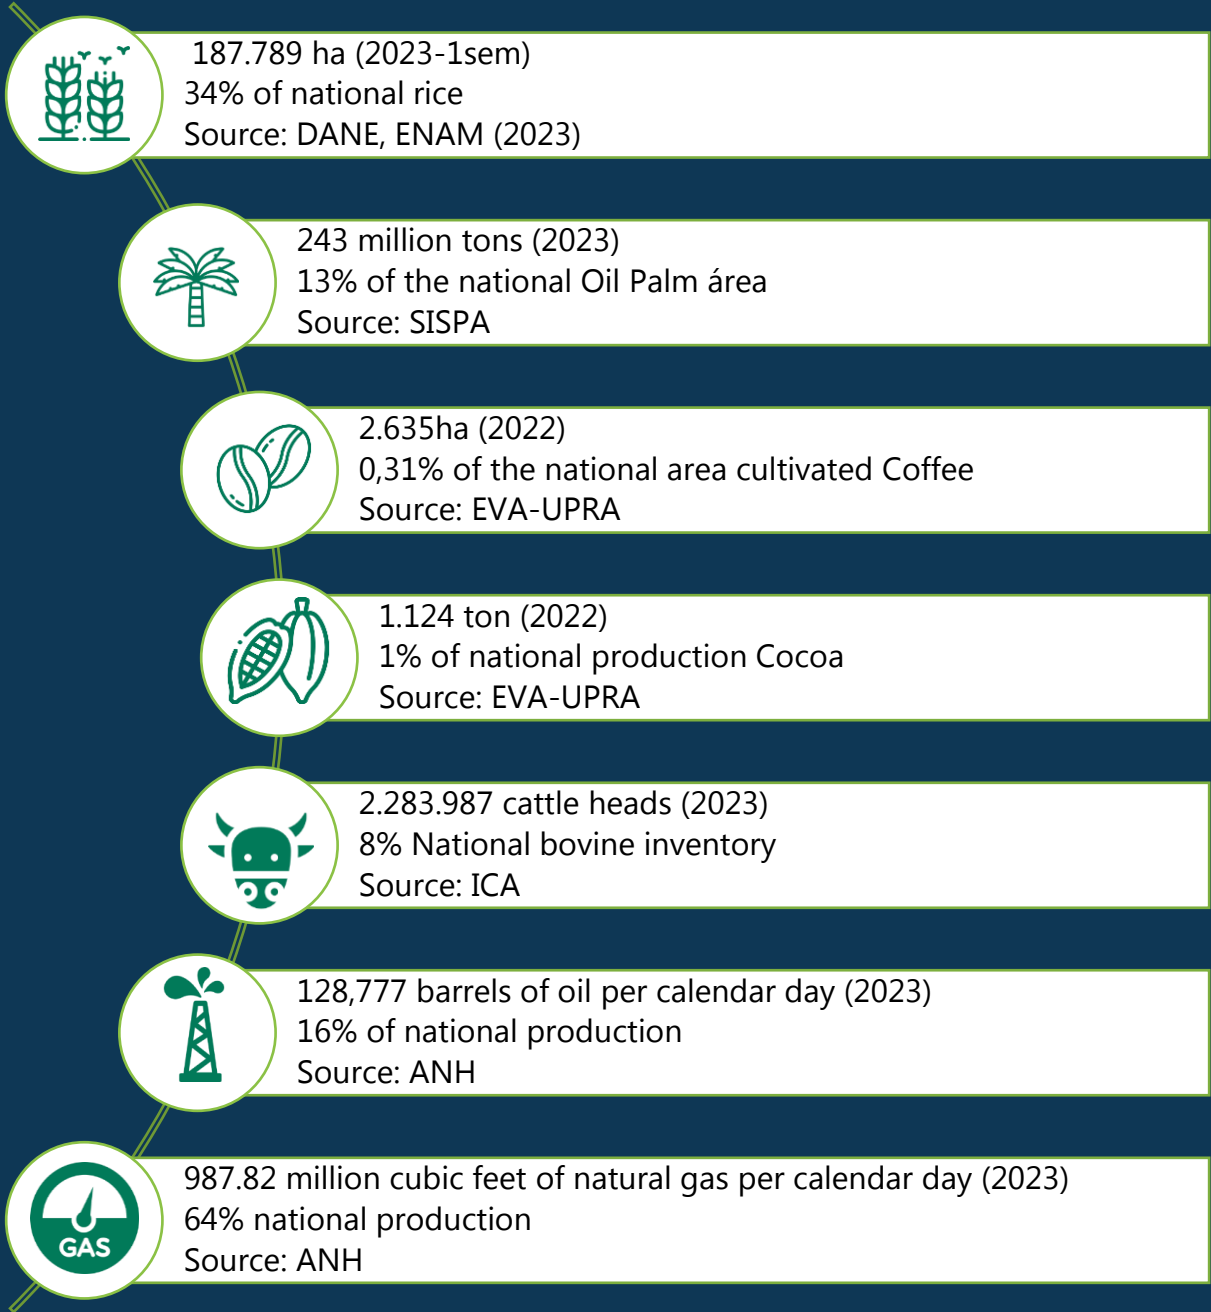 187.789 ha (2023-1sem)
34% of national rice
Source: DANE, ENAM (2023)
243 million tons (2023)
13% of the national Oil Palm área
Source: SISPA
2.635ha (2022)
0,31% of the national area cultivated Coffee
Source: EVA-UPRA
1.124 ton (2022)
1% of national production Cocoa
Source: EVA-UPRA
2.283.987 cattle heads (2023)
8% National bovine inventory
Source: ICA
128,777 barrels of oil per calendar day (2023)
16% of national production
Source: ANH
987.82 million cubic feet of natural gas per calendar day (2023)
64% national production
Source: ANH
GAS